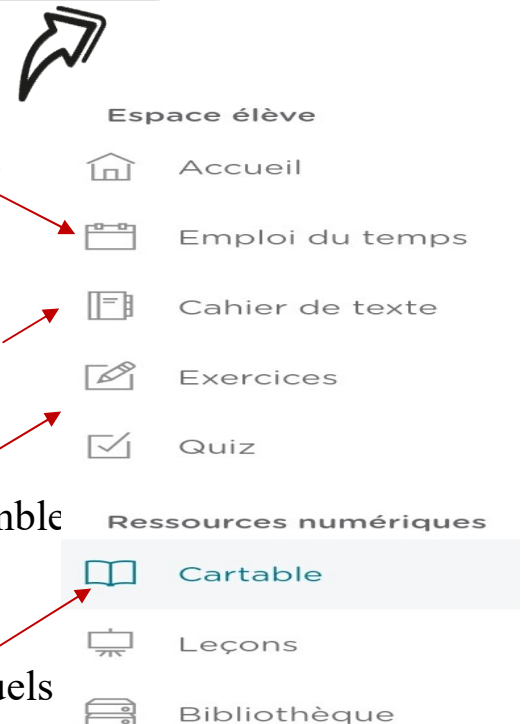 Espace élève
Accueil
Emploi du temps
Cahier de texte
Exercices
Quiz
Ressources numériques
Cartable
Leçons
Bibliothèque